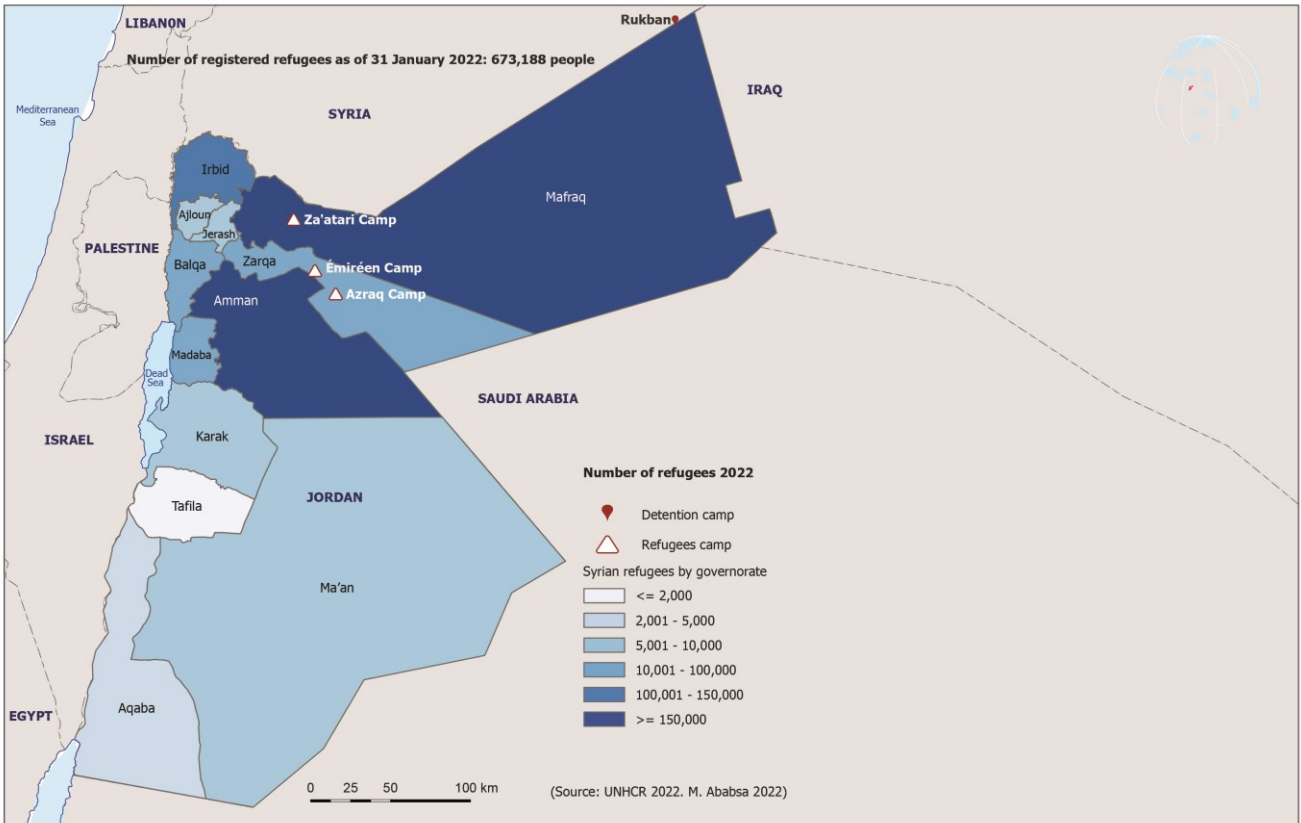 LIBANON
Rukban
Number of registered refugees as of 31 January 2022: 673,188 people
IRAQ
Mediterranean
Sea
SYRIA
Irbid
Mafraq
Ajloun
Za'atari Camp
Jerash
PALESTINE
Balqa
Zarqa
Émiréen Camp
Azraq Camp
Amman
Madaba
Dead
Sea
SAUDI ARABIA
ISRAEL
Karak
Number of refugees 2022
JORDAN
Tafila
Detention camp
Refugees camp
Syrian refugees by governorate
Ma'an
<= 2,000
2,001 - 5,000
5,001 - 10,000
10,001 - 100,000
100,001 - 150,000
>= 150,000
Aqaba
EGYPT
0 25 50 100 km
(Source: UNHCR 2022. M. Ababsa 2022)